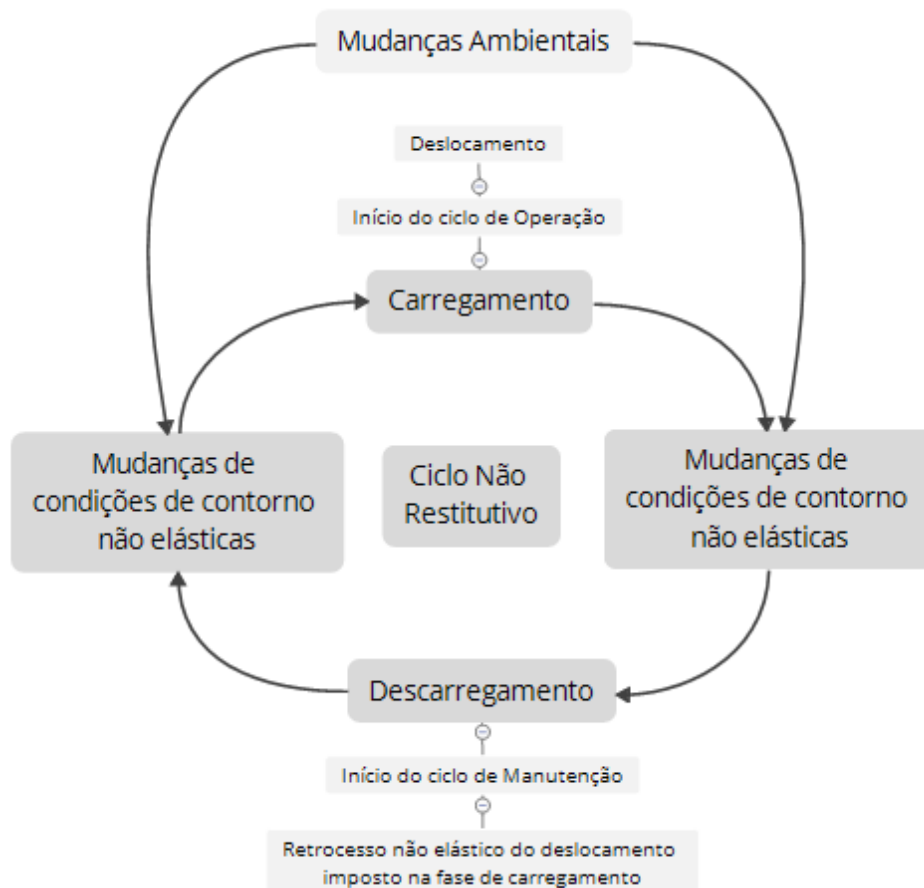 Mudanças Ambientais
Deslocamento
Início do ciclo de Operação
Carregamento
Mudanças de
condições de contorno
não elásticas
Ciclo Não
Restitutivo
Mudanças de
condições de contorno
não elásticas
Descarregamento
Início do ciclo de Manutenção
Retrocesso não elástico do deslocamento
imposto na fase de carregamento